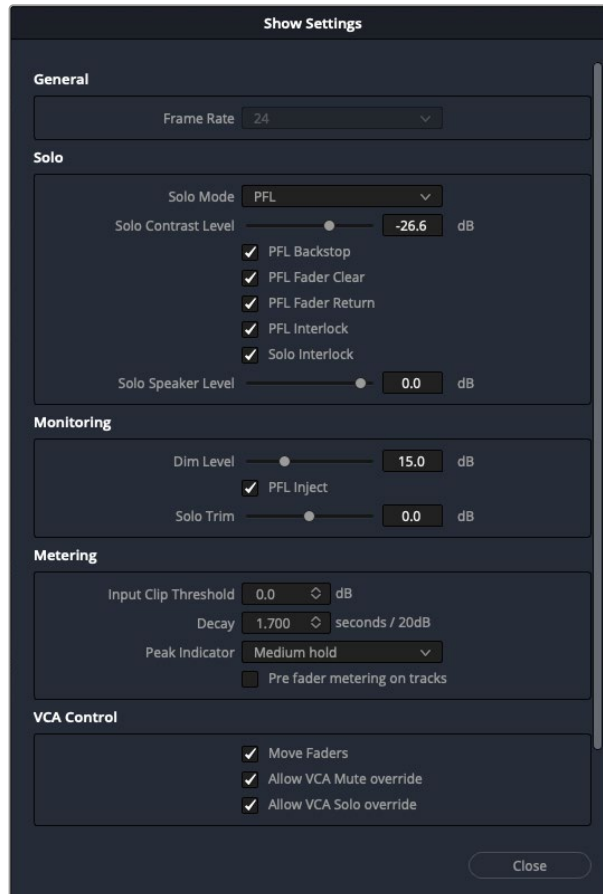 Show Settings
General
Frame Rate 24
Solo
Solo Mode PFL
Solo Contrast Level -26.6 dB
PFL Backstop
PFL Fader Clear
PFL Fader Return
PFL Interlock
Solo Interlock
Solo Speaker Level 0.0 dB
Monitoring
Dim Level 15.0 dB
PFL Inject
Solo Trim 0.0 dB
Metering
Input Clip Threshold 0.0 dB
Decay 1.700 seconds / 20dB
Peak Indicator Medium hold
Pre fader metering on tracks
VCA Control
Move Faders
Allow VCA Mute override
Allow VCA Solo override
Close